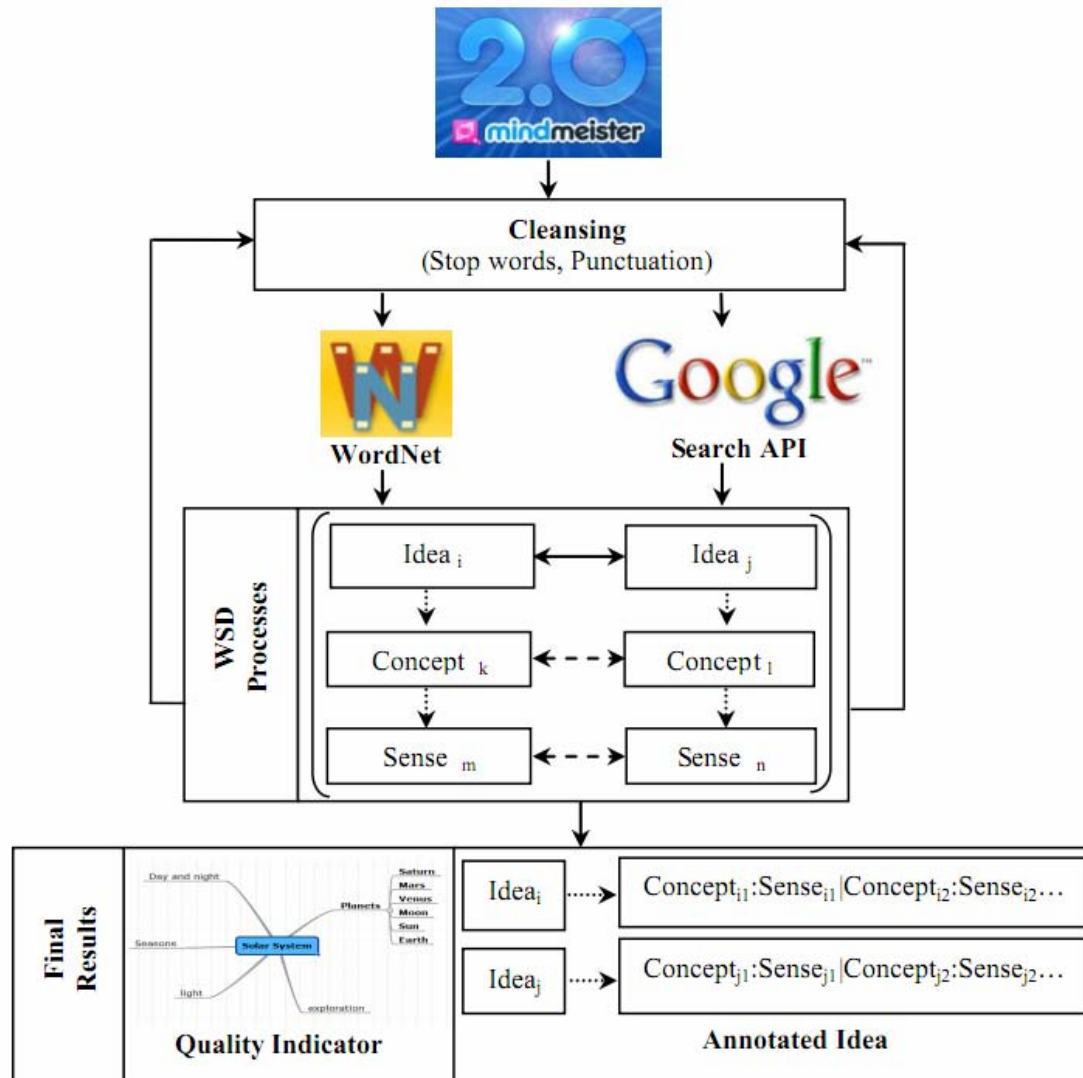 2.0
mindmeister
Cleansing
(Stop words, Punctuation)
WN
WordNet
Google™
Search API
WSD
Processes
Idea i
Idea j
Concept k
Concept l
Sense m
Sense n
Final
Results
Day and night
Seasons
light
Solar System
exploration
Planets
Saturn
Mars
Venus
Moon
Sun
Earth
Quality Indicator
Ideai
Concepti1:Sensei1|Concepti2:Sensei2…
Ideaj
Conceptj1:Sensej1|Conceptj2:Sensej2…
Annotated Idea